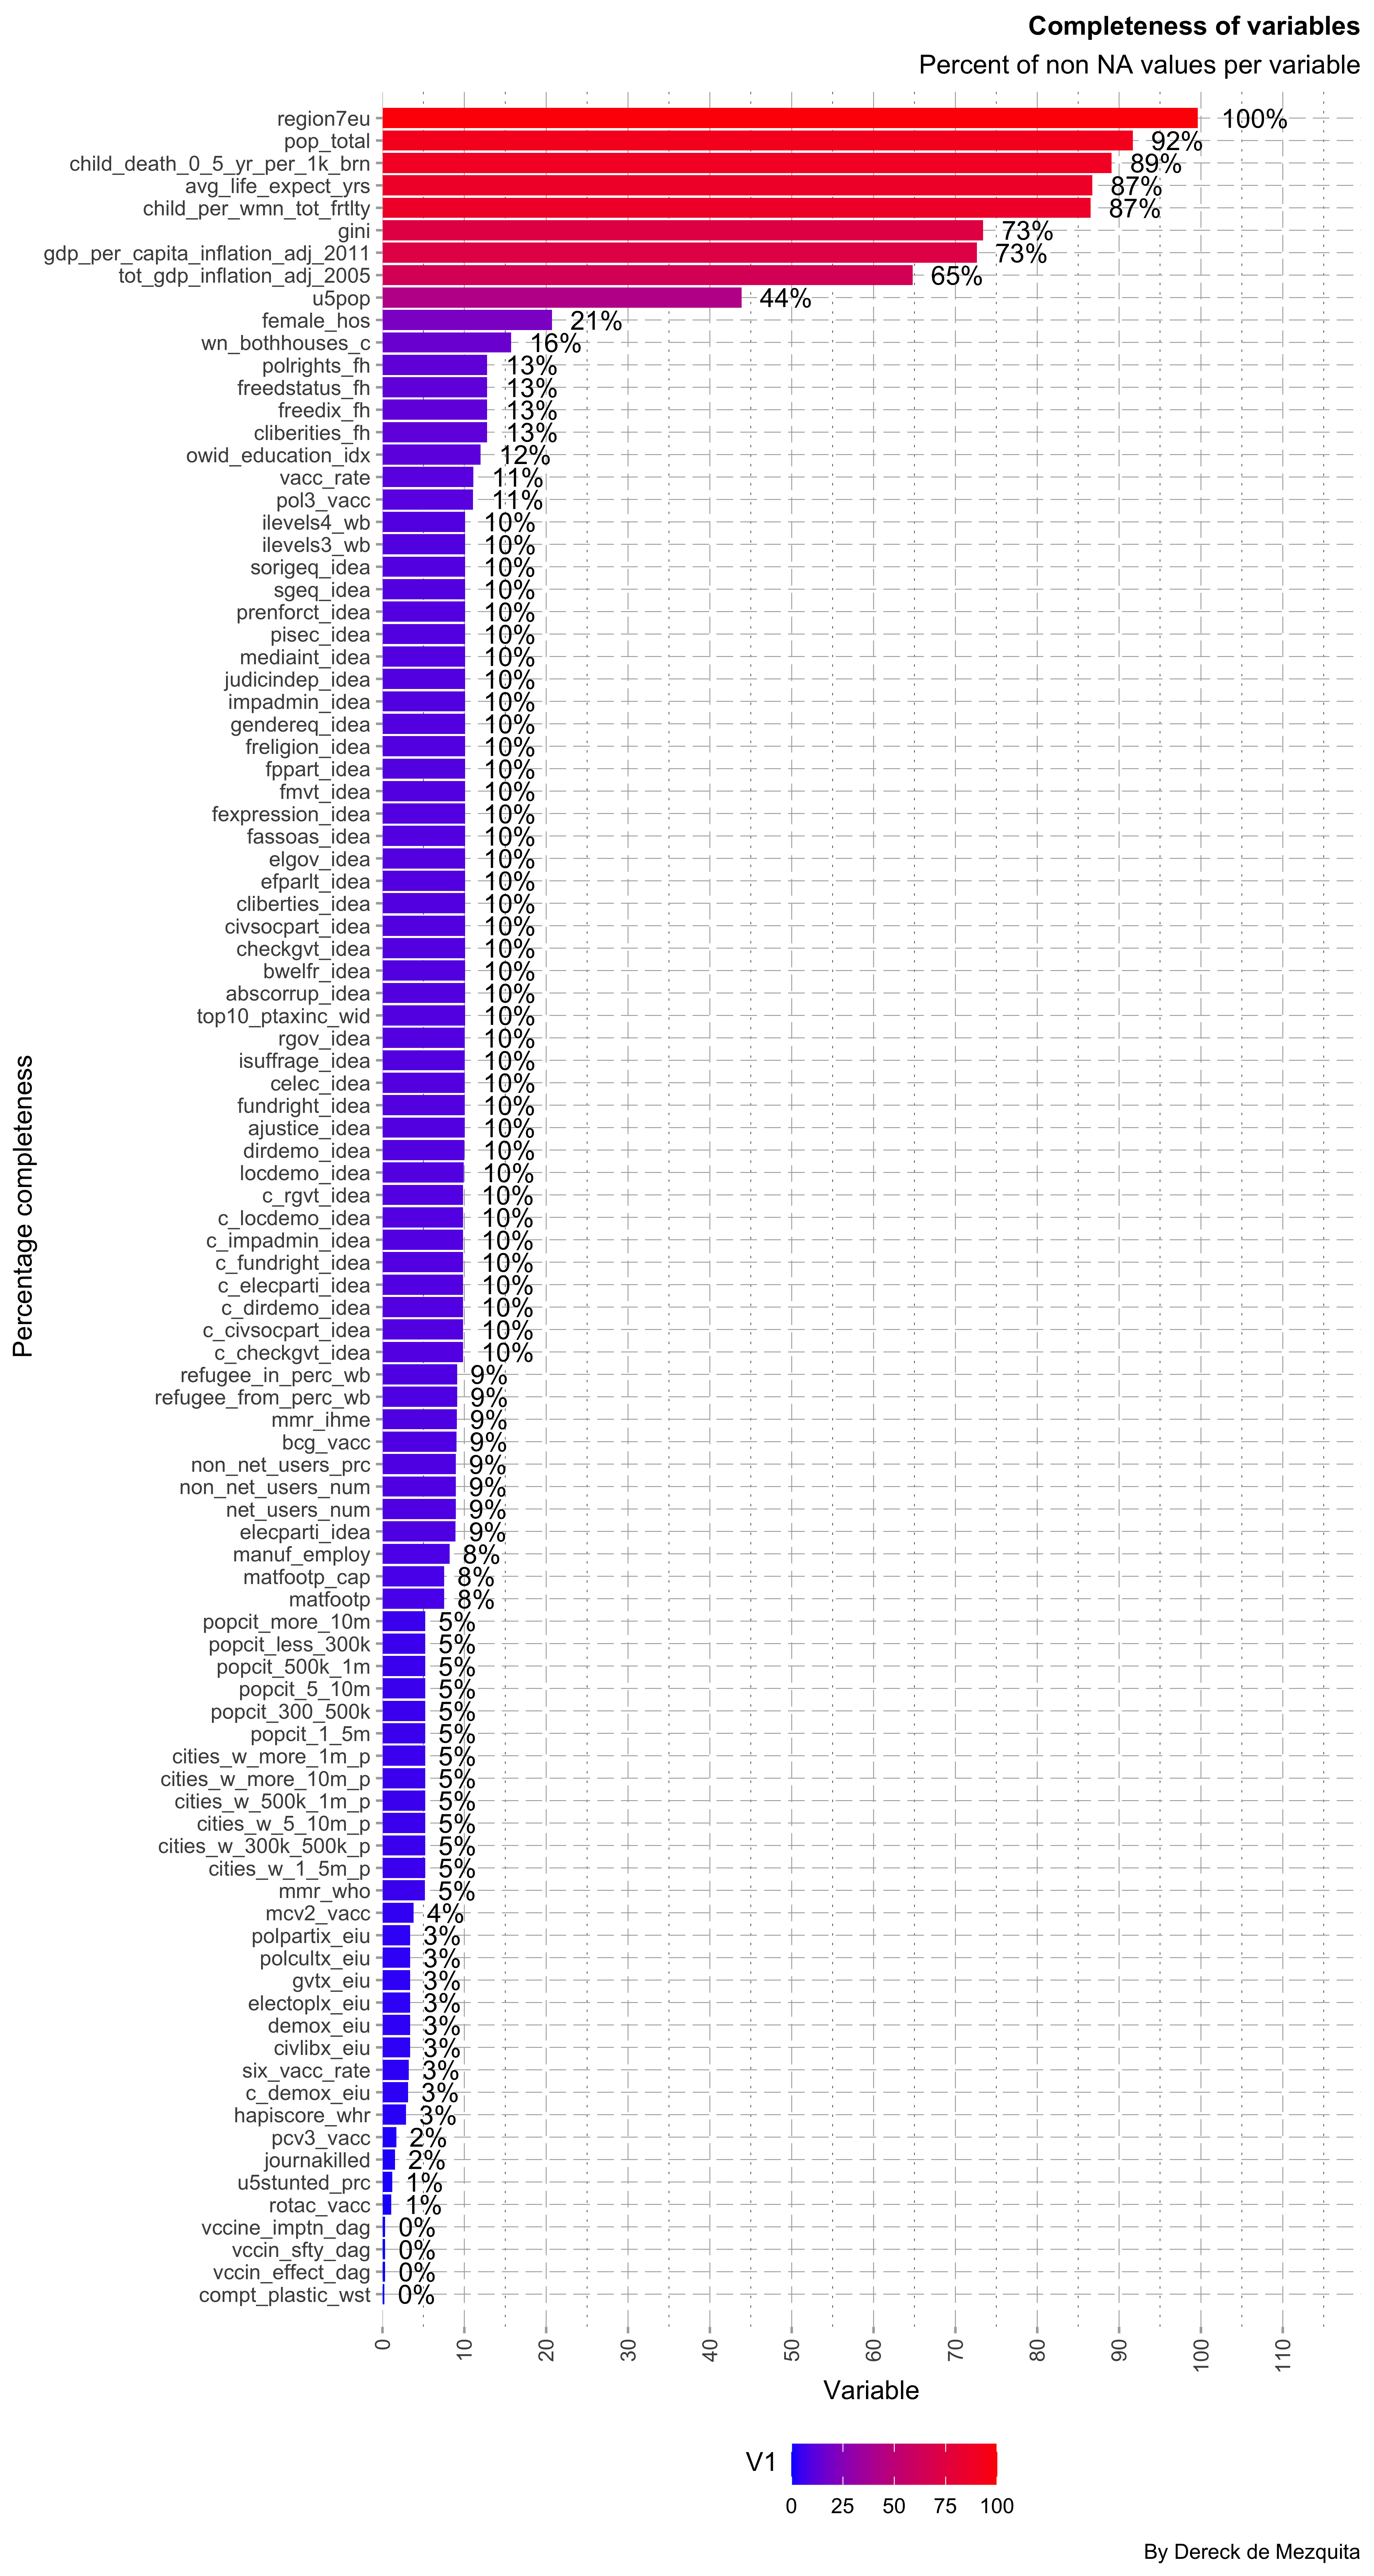 Completeness of variables
Percent of non NA values per variable
region7eu 100%
pop_total 92%
child_death_0_5_yr_per_1k_brn 89%
avg_life_expect_yrs 87%
child_per_wmn_tot_frtlty 87%
gini 73%
gdp_per_capita_inflation_adj_2011 73%
tot_gdp_inflation_adj_2005 65%
u5pop 44%
female_hos 21%
wn_bothhouses_c 16%
polrights_fh 13%
freedstatus_fh 13%
freedix_fh 13%
cliberities_fh 13%
owid_education_idx 12%
vacc_rate 11%
pol3_vacc 11%
ilevels4_wb 10%
ilevels3_wb 10%
sorigeq_idea 10%
sgeq_idea 10%
prenforct_idea 10%
pisec_idea 10%
mediaint_idea 10%
judicindep_idea 10%
impadmin_idea 10%
gendereq_idea 10%
freligion_idea 10%
fppart_idea 10%
fmvt_idea 10%
fexpression_idea 10%
fassoas_idea 10%
elgov_idea 10%
efparlt_idea 10%
cliberties_idea 10%
civsocpart_idea 10%
checkgvt_idea 10%
bwelfr_idea 10%
abscorrup_idea 10%
top10_ptaxinc_wid 10%
rgov_idea 10%
isuffrage_idea 10%
celec_idea 10%
fundright_idea 10%
ajustice_idea 10%
dirdemo_idea 10%
locdemo_idea 10%
c_rgvt_idea 10%
c_locdemo_idea 10%
c_impadmin_idea 10%
c_fundright_idea 10%
c_elecparti_idea 10%
c_dirdemo_idea 10%
c_civsocpart_idea 10%
c_checkgvt_idea 10%
refugee_in_perc_wb 9%
refugee_from_perc_wb 9%
mmr_ihme 9%
bcg_vacc 9%
non_net_users_prc 9%
non_net_users_num 9%
net_users_num 9%
elecparti_idea 9%
manuf_employ 8%
matfootp_cap 8%
matfootp 8%
popcit_more_10m 5%
popcit_less_300k 5%
popcit_500k_1m 5%
popcit_5_10m 5%
popcit_300_500k 5%
popcit_1_5m 5%
cities_w_more_1m_p 5%
cities_w_more_10m_p 5%
cities_w_500k_1m_p 5%
cities_w_5_10m_p 5%
cities_w_300k_500k_p 5%
cities_w_1_5m_p 5%
mmr_who 5%
mcv2_vacc 4%
polpartix_eiu 3%
polcultx_eiu 3%
gvtx_eiu 3%
electoplx_eiu 3%
demox_eiu 3%
civlibx_eiu 3%
six_vacc_rate 3%
c_demox_eiu 3%
hapiscore_whr 3%
pcv3_vacc 2%
journakilled 2%
u5stunted_prc 1%
rotac_vacc 1%
vccine_imptn_dag 0%
vccin_sfty_dag 0%
vccin_effect_dag 0%
compt_plastic_wst 0%
Percentage completeness
0 10 20 30 40 50 60 70 80 90 100 110
Variable
V1
0 25 50 75 100
By Dereck de Mezquita